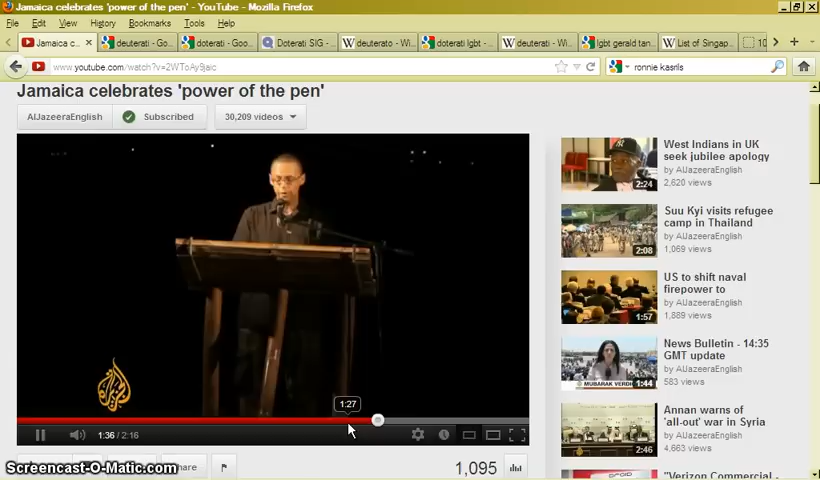 Jamaica celebrates 'power of the pen' - YouTube - Mozilla Firefox
File Edit View History Bookmarks Tools Help
Jamaica c... deuterati - Go... doterati - Goo... Doterati SIG - ... deuterato - Wi... doterati lgbt - ... deuterati - Wi... lgbt gerald tan... List of Singap...
www.youtube.com/watch?v=2WToAy9jaic
ronnie kasrils
Jamaica celebrates 'power of the pen'
AlJazeeraEnglish Subscribed 30,209 videos
1:27
1:36 / 2:16
1,095
Screencast-O-Matic.com
West Indians in UK
seek jubilee apology
by AlJazeeraEnglish
2,620 views
2:24
Suu Kyi visits refugee
camp in Thailand
by AlJazeeraEnglish
1,069 views
2:08
US to shift naval
firepower to
by AlJazeeraEnglish
1,889 views
1:57
News Bulletin - 14:35
GMT update
by AlJazeeraEnglish
583 views
MUBARAK VERDI
1:44
Annan warns of
'all-out' war in Syria
by AlJazeeraEnglish
4,663 views
2:46
"Verizon Commercial -